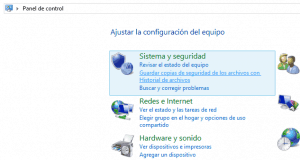 Panel de control
Ajustar la configuración del equipo
Sistema y seguridad
Revisar el estado del equipo
Guardar copias de seguridad de los archivos con
Historial de archivos
Buscar y corregir problemas
Redes e Internet
Ver el estado y las tareas de red
Elegir grupo en el hogar y opciones de uso
compartido
Hardware y sonido
Ver dispositivos e impresoras
Agregar un dispositivo